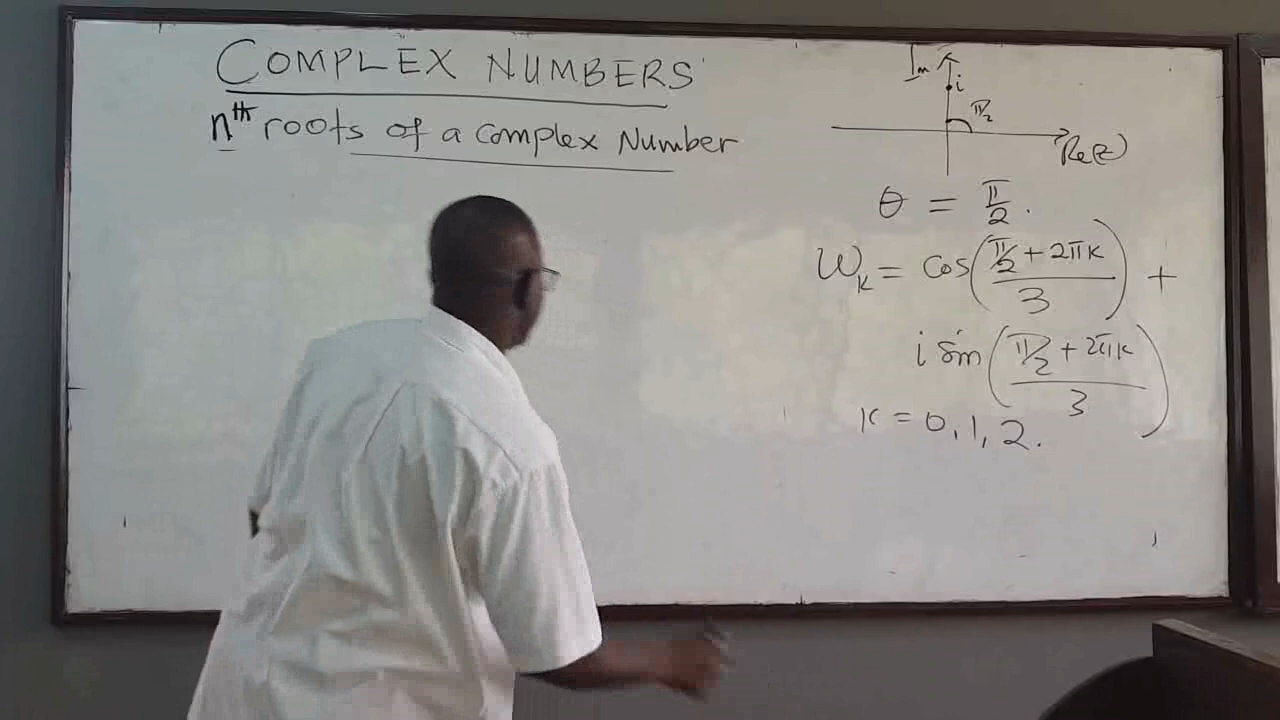 COMPLEX NUMBERS
nth roots of a Complex Number
Im
i
π/2
Re(z)
θ = π/2.
Wk = cos((π/2 + 2πk)/3) +
i sin((π/2 + 2πk)/3)
k = 0, 1, 2.